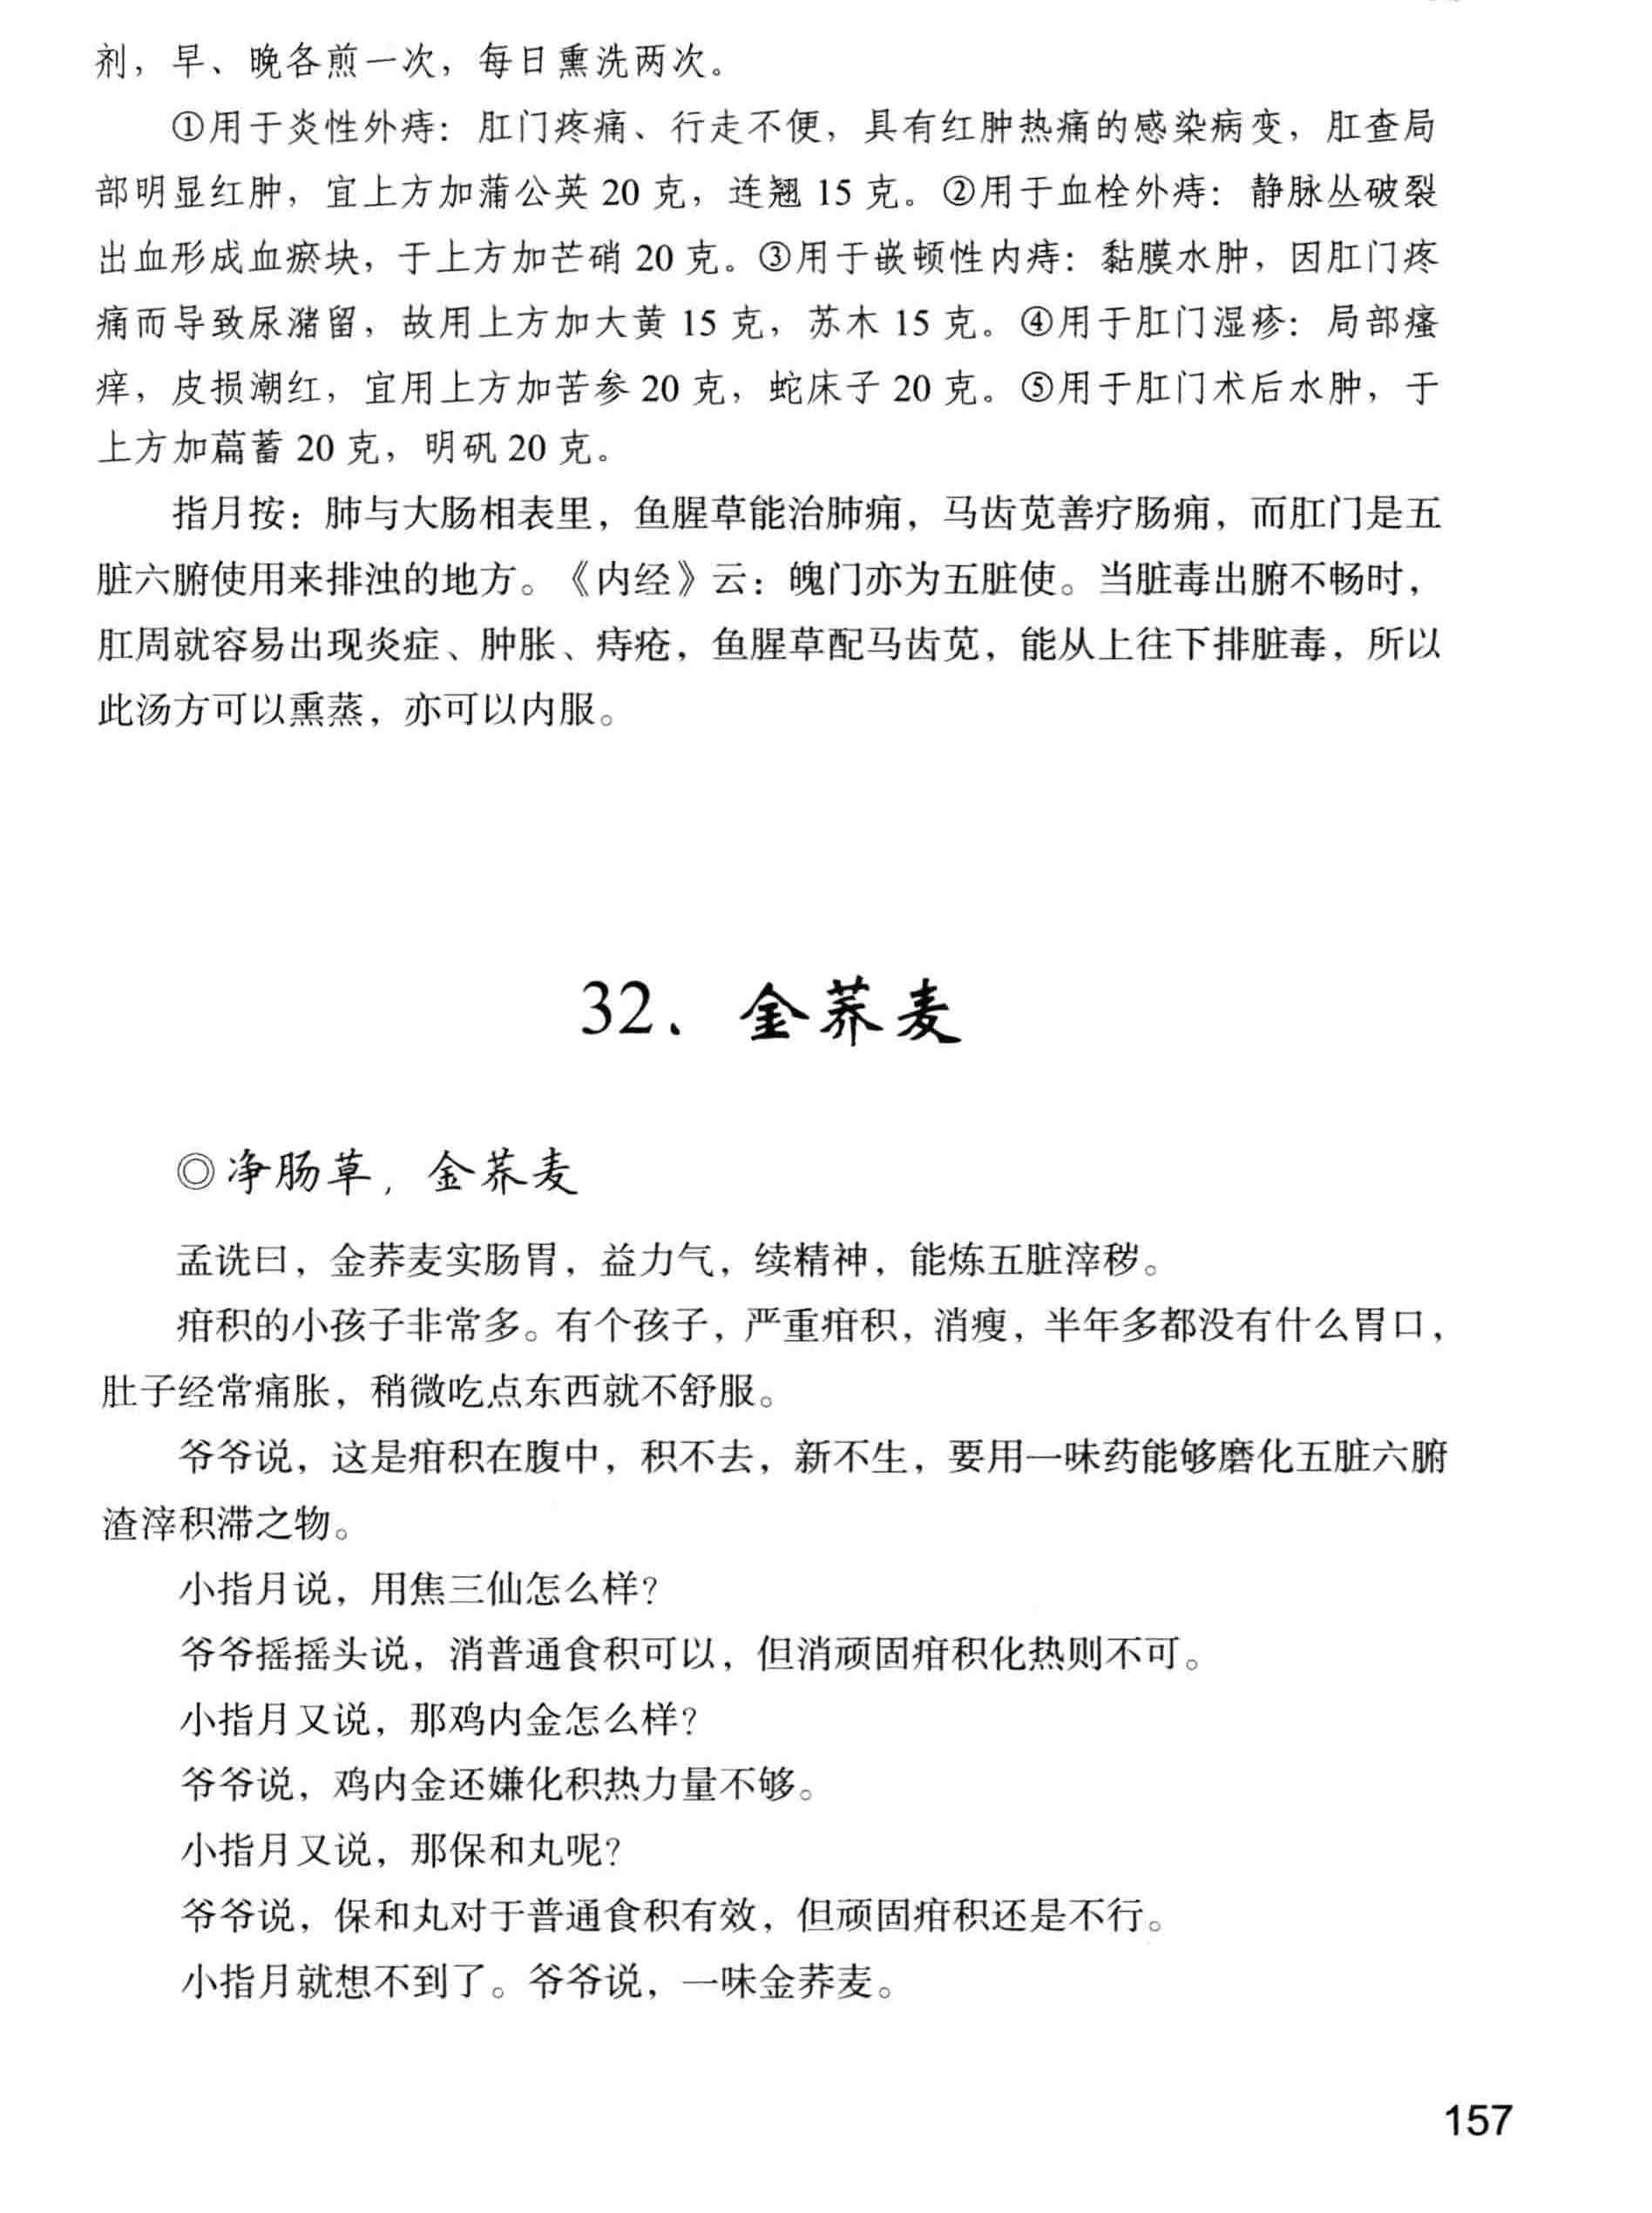 剂，早、晚各煎一次，每日熏洗两次。
①用于炎性外痔：肛门疼痛、行走不便，具有红肿热痛的感染病变，肛查局
部明显红肿，宜上方加蒲公英 20 克，连翘 15 克。②用于血栓外痔：静脉丛破裂
出血形成血瘀块，于上方加芒硝 20 克。③用于嵌顿性内痔：黏膜水肿，因肛门疼
痛而导致尿潴留，故用上方加大黄 15 克，苏木 15 克。④用于肛门湿疹：局部瘙
痒，皮损潮红，宜用上方加苦参 20 克，蛇床子 20 克。⑤用于肛门术后水肿，于
上方加萹蓄 20 克，明矾 20 克。
指月按：肺与大肠相表里，鱼腥草能治肺痈，马齿苋善疗肠痈，而肛门是五
脏六腑使用来排浊的地方。《内经》云：魄门亦为五脏使。当脏毒出腑不畅时，
肛周就容易出现炎症、肿胀、痔疮，鱼腥草配马齿苋，能从上往下排脏毒，所以
此汤方可以熏蒸，亦可以内服。
32、金荞麦
◎净肠草，金荞麦
孟诜曰，金荞麦实肠胃，益力气，续精神，能炼五脏滓秽。
疳积的小孩子非常多。有个孩子，严重疳积，消瘦，半年多都没有什么胃口，
肚子经常痛胀，稍微吃点东西就不舒服。
爷爷说，这是疳积在腹中，积不去，新不生，要用一味药能够磨化五脏六腑
渣滓积滞之物。
小指月说，用焦三仙怎么样？
爷爷摇摇头说，消普通食积可以，但消顽固疳积化热则不可。
小指月又说，那鸡内金怎么样？
爷爷说，鸡内金还嫌化积热力量不够。
小指月又说，那保和丸呢？
爷爷说，保和丸对于普通食积有效，但顽固疳积还是不行。
小指月就想不到了。爷爷说，一味金荞麦。
157